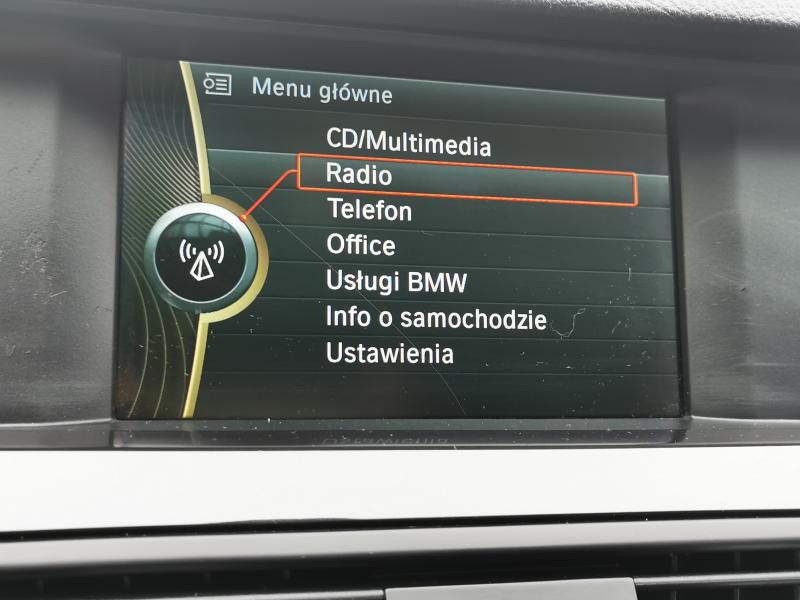 Menu główne
CD/Multimedia
Radio
Telefon
Office
Usługi BMW
Info o samochodzie
Ustawienia